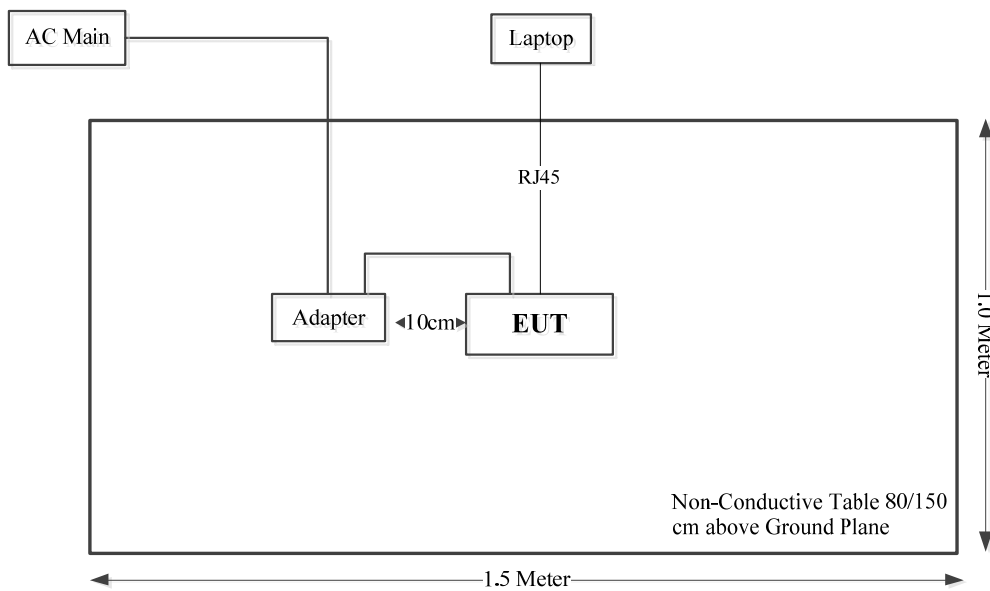 AC Main
Laptop
RJ45
Adapter
10cm
EUT
1.0 Meter
Non-Conductive Table 80/150
cm above Ground Plane
1.5 Meter